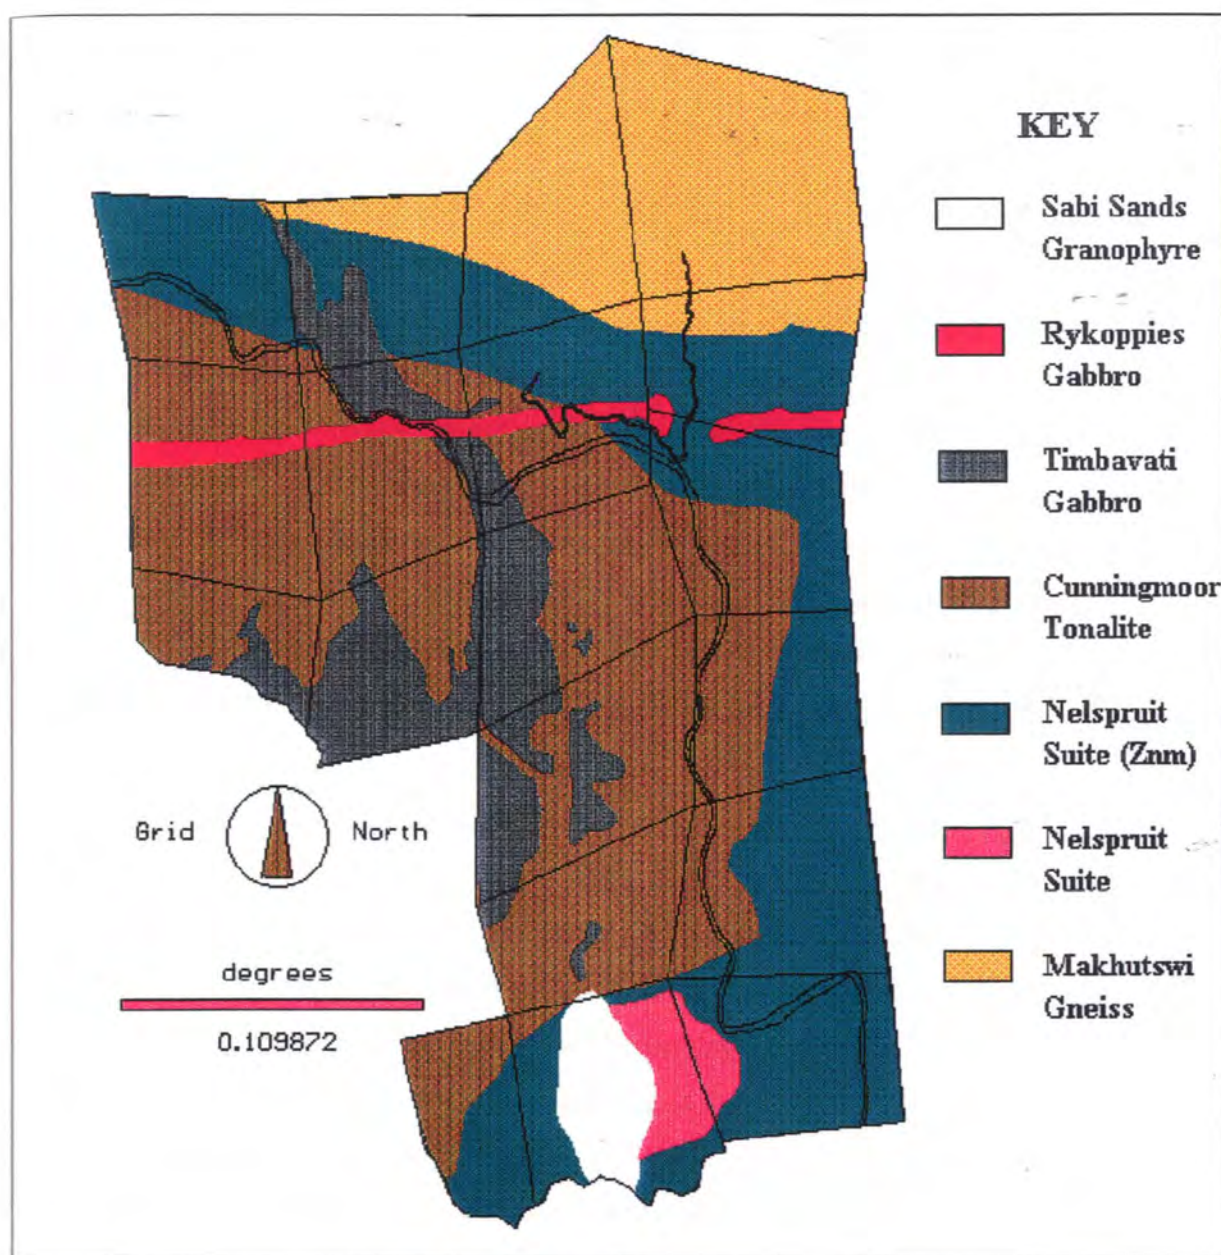 KEY
Sabi Sands
Granophyre
Rykoppies
Gabbro
Timbavati
Gabbro
Cunningmoor
Tonalite
Nelspruit
Suite (Znm)
Nelspruit
Suite
Makhutswi
Gneiss
Grid North
degrees
0.109872